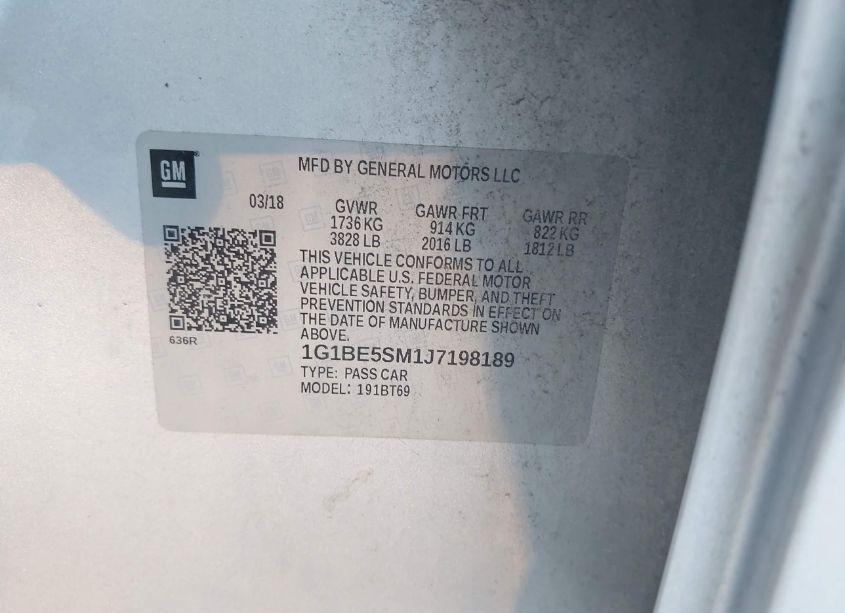 GM
MFD BY GENERAL MOTORS LLC
03/18
GVWR GAWR FRT GAWR RR
1736 KG 914 KG 822 KG
3828 LB 2016 LB 1812 LB
THIS VEHICLE CONFORMS TO ALL
APPLICABLE U.S. FEDERAL MOTOR
VEHICLE SAFETY, BUMPER, AND THEFT
PREVENTION STANDARDS IN EFFECT ON
THE DATE OF MANUFACTURE SHOWN
ABOVE.
636R
1G1BE5SM1J7198189
TYPE: PASS CAR
MODEL: 191BT69